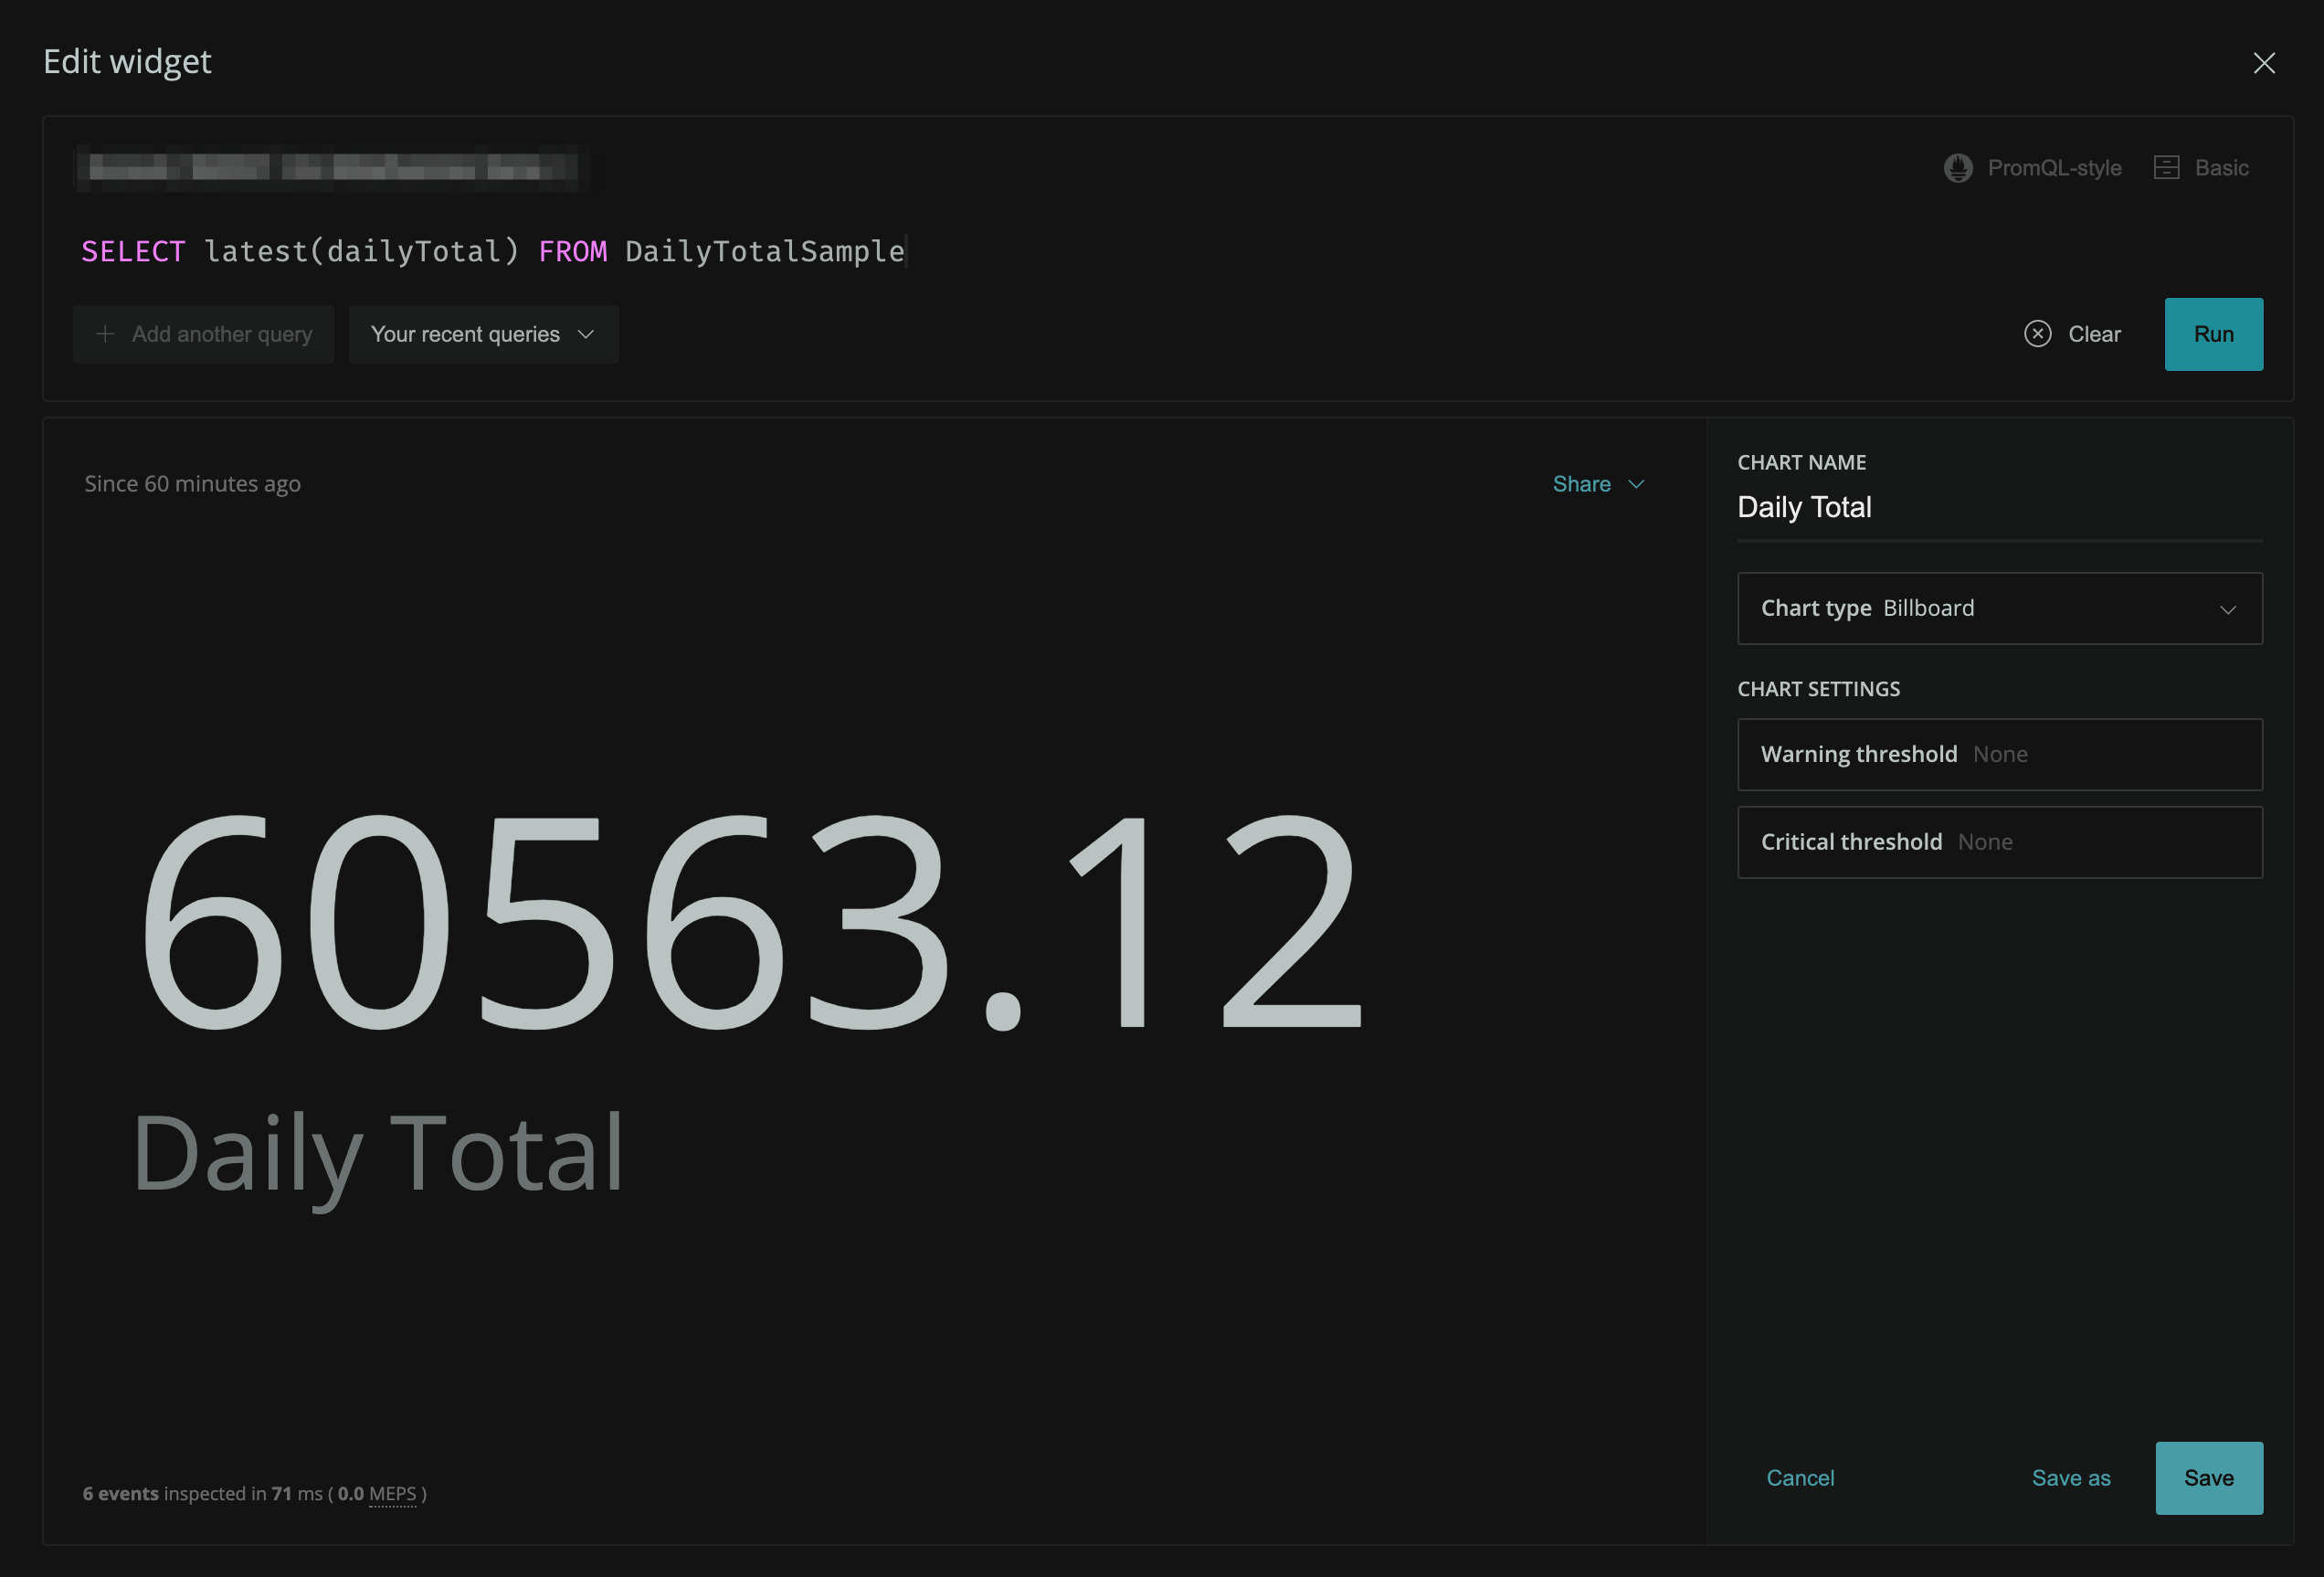 Edit widget
PromQL-style Basic
SELECT latest(dailyTotal) FROM DailyTotalSample
Add another query Your recent queries Clear Run
Since 60 minutes ago Share
60563.12
Daily Total
6 events inspected in 71 ms ( 0.0 MEPS )
CHART NAME
Daily Total
Chart type Billboard
CHART SETTINGS
Warning threshold None
Critical threshold None
Cancel Save as Save